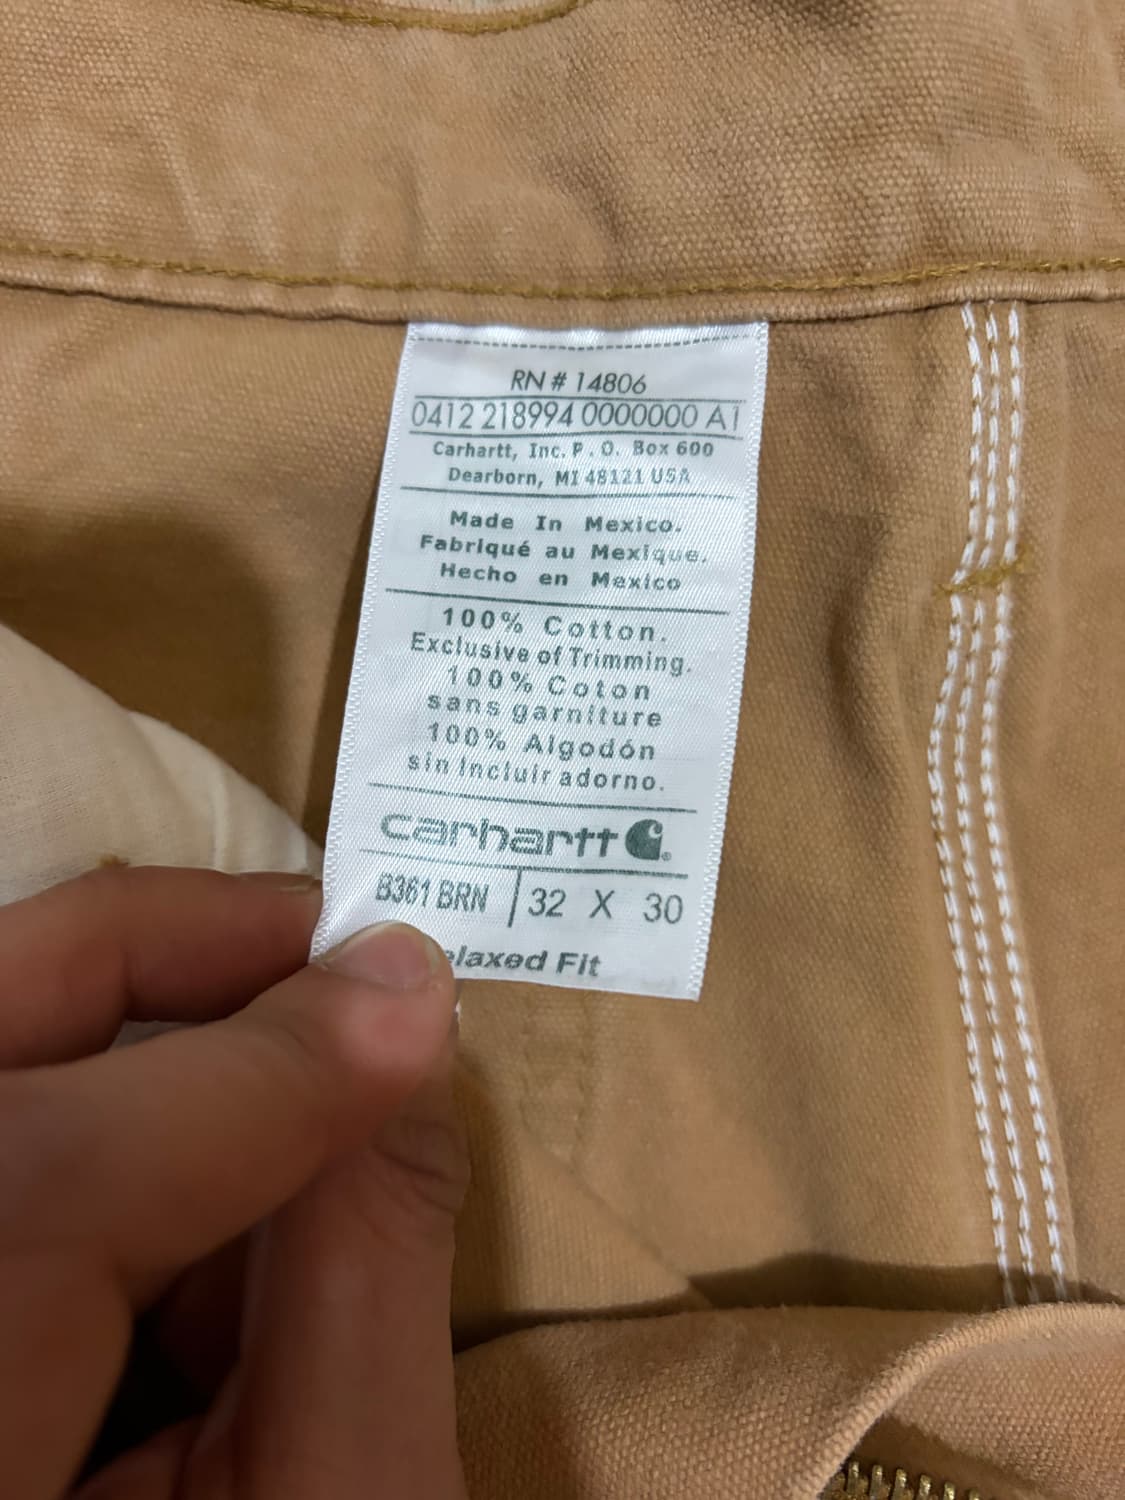 RN # 14806
0412 218994 0000000 A1
Carhartt, Inc. P.O. Box 600
Dearborn, MI 48121 USA
Made In Mexico.
Fabriqué au Mexique.
Hecho en Mexico
100% Cotton.
Exclusive of Trimming.
100% Coton
sans garniture
100% Algodón
sin Incluir adorno.
carhartt
B361 BRN 32 X 30
elaxed Fit